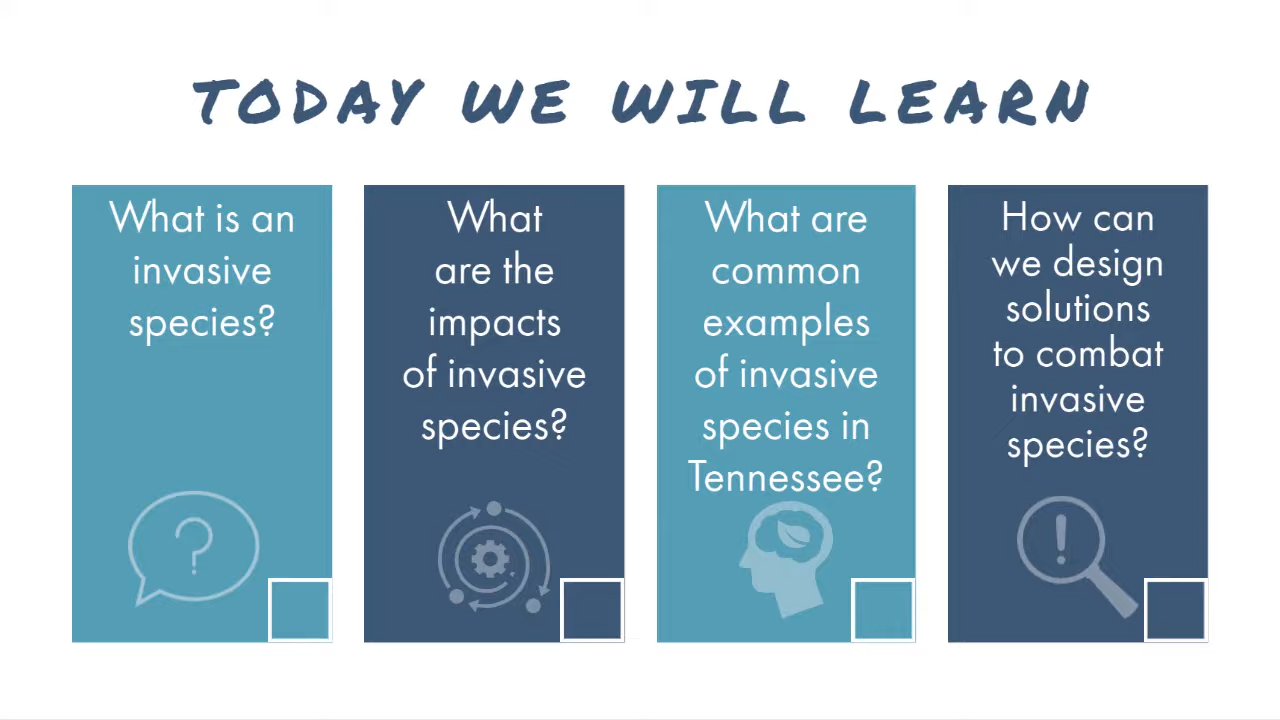 TODAY WE WILL LEARN
What is an
invasive
species?
What
are the
impacts
of invasive
species?
What are
common
examples
of invasive
species in
Tennessee?
How can
we design
solutions
to combat
invasive
species?
?
!